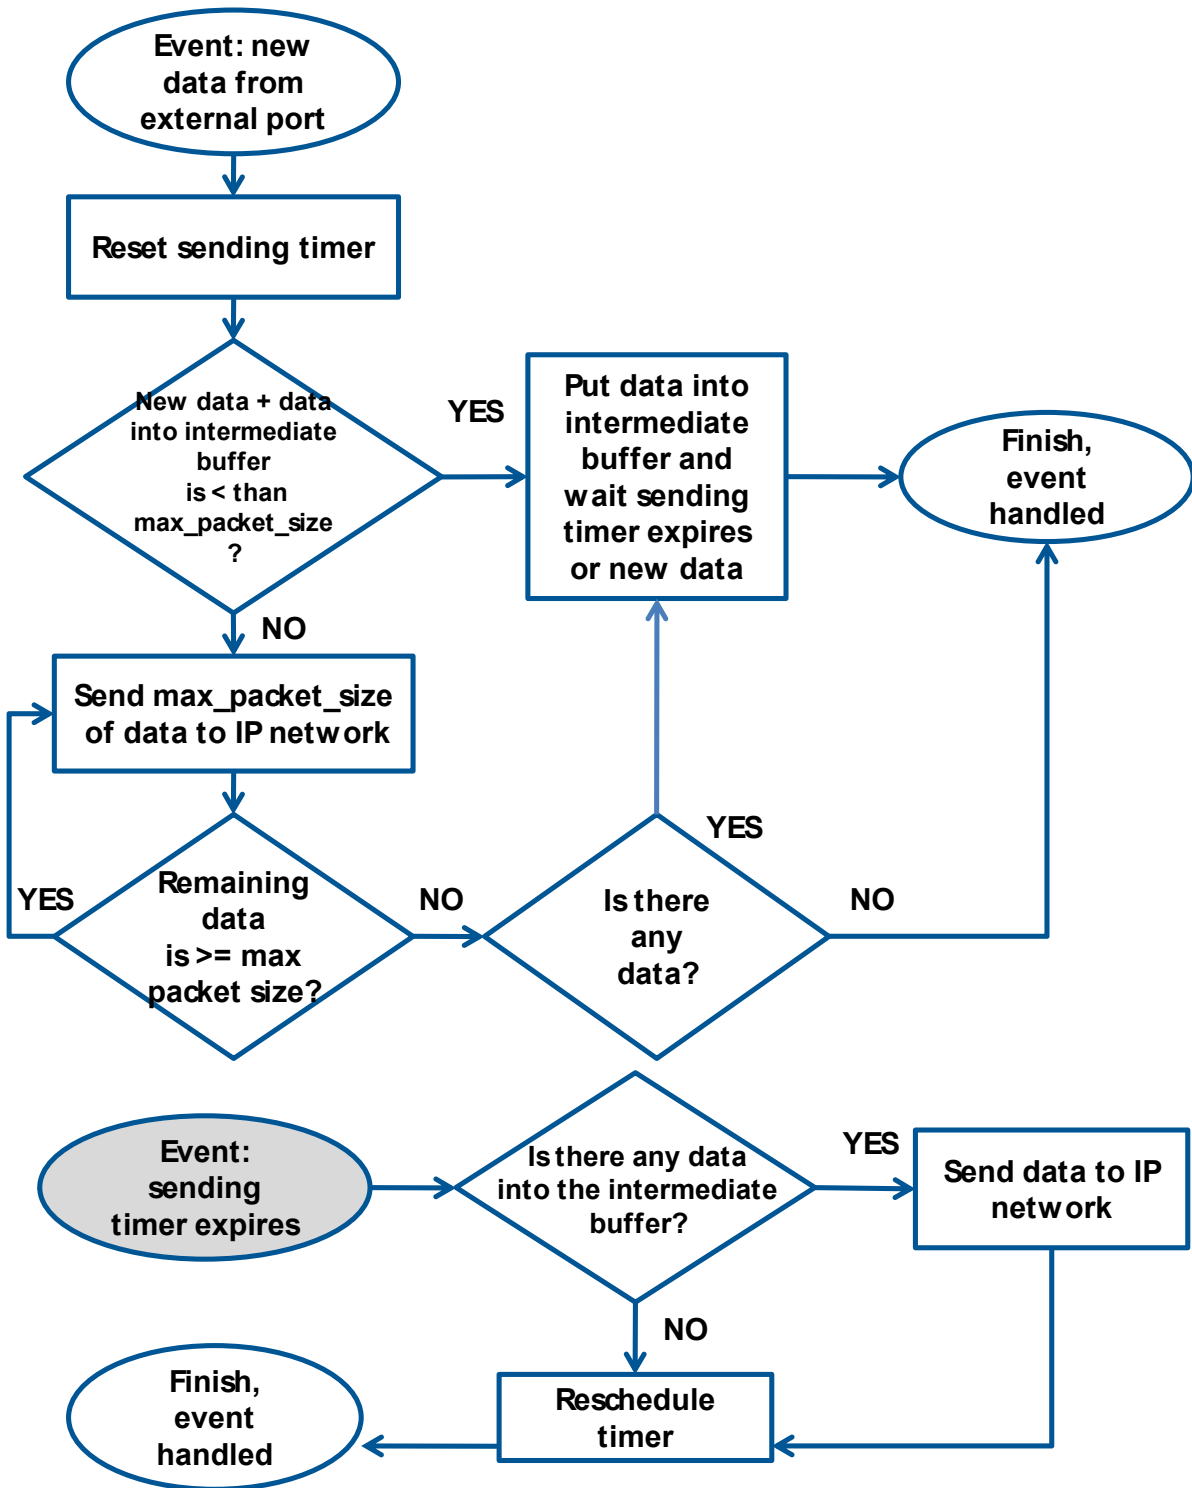 Event: new
data from
external port
Reset sending timer
New data + data
into intermediate
buffer
is < than
max_packet_size
?
YES
Put data into
intermediate
buffer and
wait sending
timer expires
or new data
Finish,
event
handled
NO
Send max_packet_size
of data to IP network
YES
Remaining
data
is >= max
packet size?
NO
YES
Is there
any
data?
NO
Event:
sending
timer expires
Is there any data
into the intermediate
buffer?
YES
Send data to IP
network
NO
Reschedule
timer
Finish,
event
handled